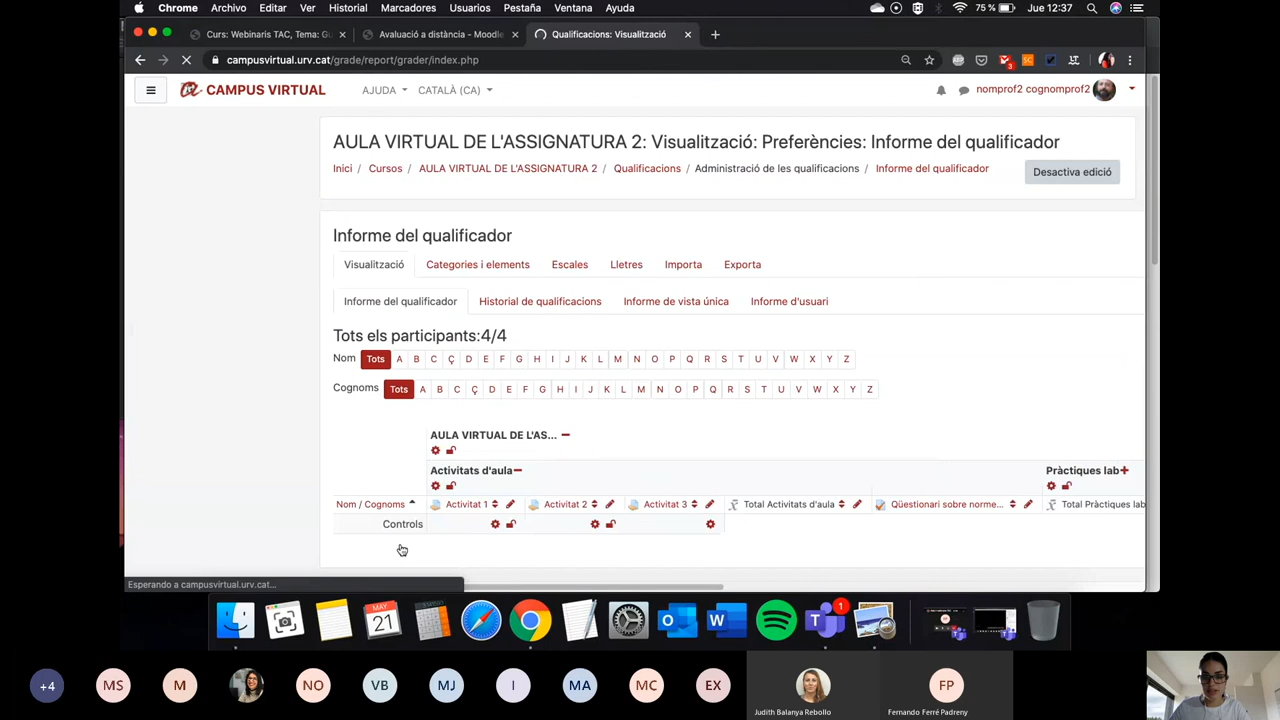 Chrome Archivo Editar Ver Historial Marcadores Usuarios Pestaña Ventana Ayuda 75 % Jue 12:37
Curs: Webinaris TAC, Tema: Gu
Avaluació a distància - Moodle
Qualificacions: Visualització
campusvirtual.urv.cat/grade/report/grader/index.php
CAMPUS VIRTUAL AJUDA CATALÀ (CA) nomprof2 cognomprof2
AULA VIRTUAL DE L'ASSIGNATURA 2: Visualització: Preferències: Informe del qualificador
Inici / Cursos / AULA VIRTUAL DE L'ASSIGNATURA 2 / Qualificacions / Administració de les qualificacions / Informe del qualificador
Desactiva edició
Informe del qualificador
Visualització Categories i elements Escales Lletres Importa Exporta
Informe del qualificador Historial de qualificacions Informe de vista única Informe d'usuari
Tots els participants:4/4
Nom Tots A B C Ç D E F G H I J K L M N O P Q R S T U V W X Y Z
Cognoms Tots A B C Ç D E F G H I J K L M N O P Q R S T U V W X Y Z
AULA VIRTUAL DE L'AS...
Activitats d'aula Pràctiques lab
Nom / Cognoms Activitat 1 Activitat 2 Activitat 3 Total Activitats d'aula Qüestionari sobre norme... Total Pràctiques lab
Controls
Esperando a campusvirtual.urv.cat...
MAY
21
1
+4 MS M NO VB MJ I MA MC EX FP
Judith Balanya Rebollo
Fernando Ferré Padreny